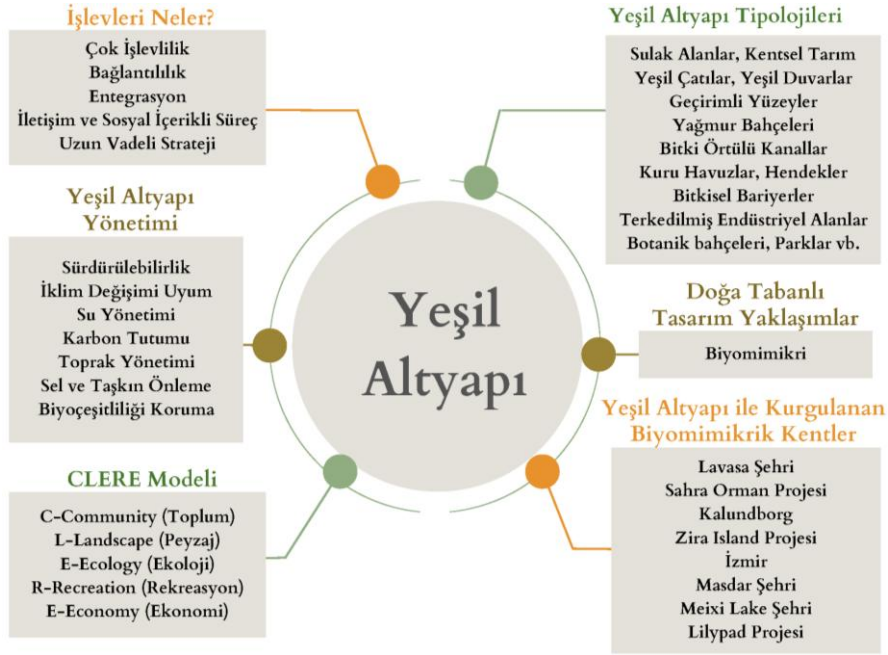 İşlevleri Neler?
Çok İşlevlilik
Bağlantılılık
Entegrasyon
İletişim ve Sosyal İçerikli Süreç
Uzun Vadeli Strateji
Yeşil Altyapı
Yönetimi
Sürdürülebilirlik
İklim Değişimi Uyum
Su Yönetimi
Karbon Tutumu
Toprak Yönetimi
Sel ve Taşkın Önleme
Biyoçeşitliliği Koruma
CLERE Modeli
C-Community (Toplum)
L-Landscape (Peyzaj)
E-Ecology (Ekoloji)
R-Recreation (Rekreasyon)
E-Economy (Ekonomi)
Yeşil
Altyapı
Yeşil Altyapı Tipolojileri
Sulak Alanlar, Kentsel Tarım
Yeşil Çatılar, Yeşil Duvarlar
Geçirimli Yüzeyler
Yağmur Bahçeleri
Bitki Örtülü Kanallar
Kuru Havuzlar, Hendekler
Bitkisel Bariyerler
Terkedilmiş Endüstriyel Alanlar
Botanik bahçeleri, Parklar vb.
Doğa Tabanlı
Tasarım Yaklaşımlar
Biyomimikri
Yeşil Altyapı ile Kurgulanan
Biyomimikrik Kentler
Lavasa Şehri
Sahra Orman Projesi
Kalundborg
Zira Island Projesi
İzmir
Masdar Şehri
Meixi Lake Şehri
Lilypad Projesi